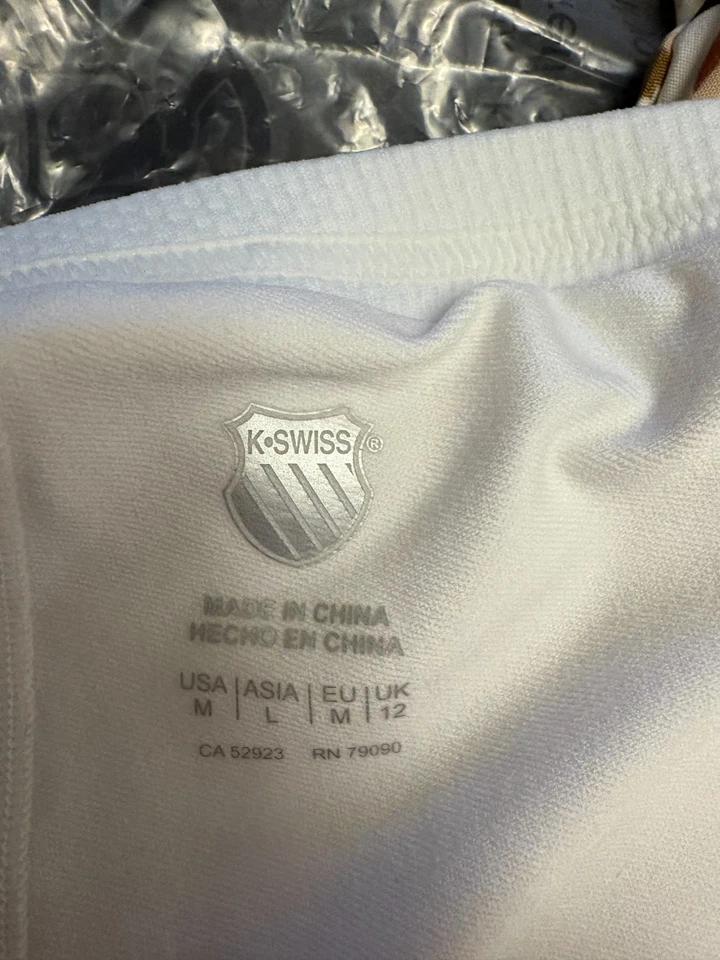 K•SWISS ®
MADE IN CHINA
HECHO EN CHINA
USA | ASIA | EU | UK
M | L | M | 12
CA 52923 RN 79090